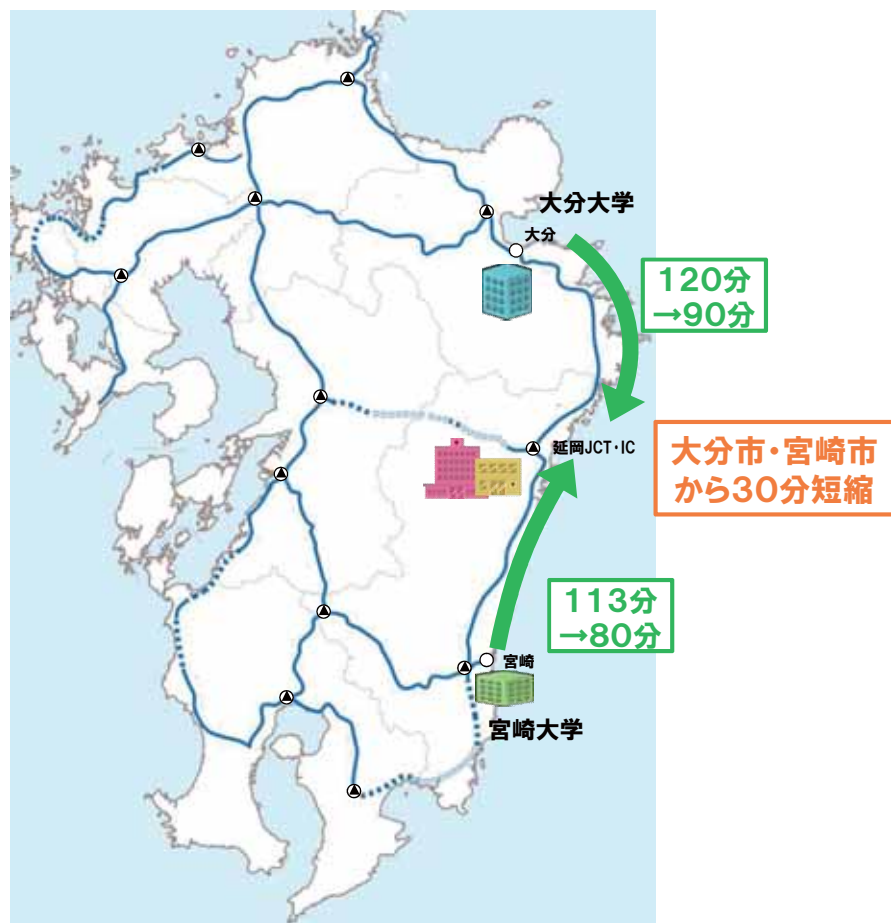 大分大学
大分
120分
→90分
延岡JCT・IC
大分市・宮崎市
から30分短縮
113分
→80分
宮崎
宮崎大学